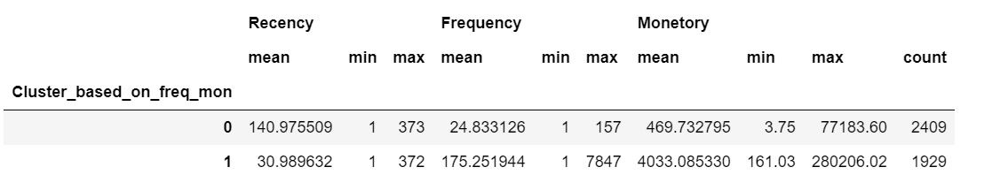 Recency Frequency Monetory
mean min max mean min max mean min max count
Cluster_based_on_freq_mon
0 140.975509 1 373 24.833126 1 157 469.732795 3.75 77183.60 2409
1 30.989632 1 372 175.251944 1 7847 4033.085330 161.03 280206.02 1929